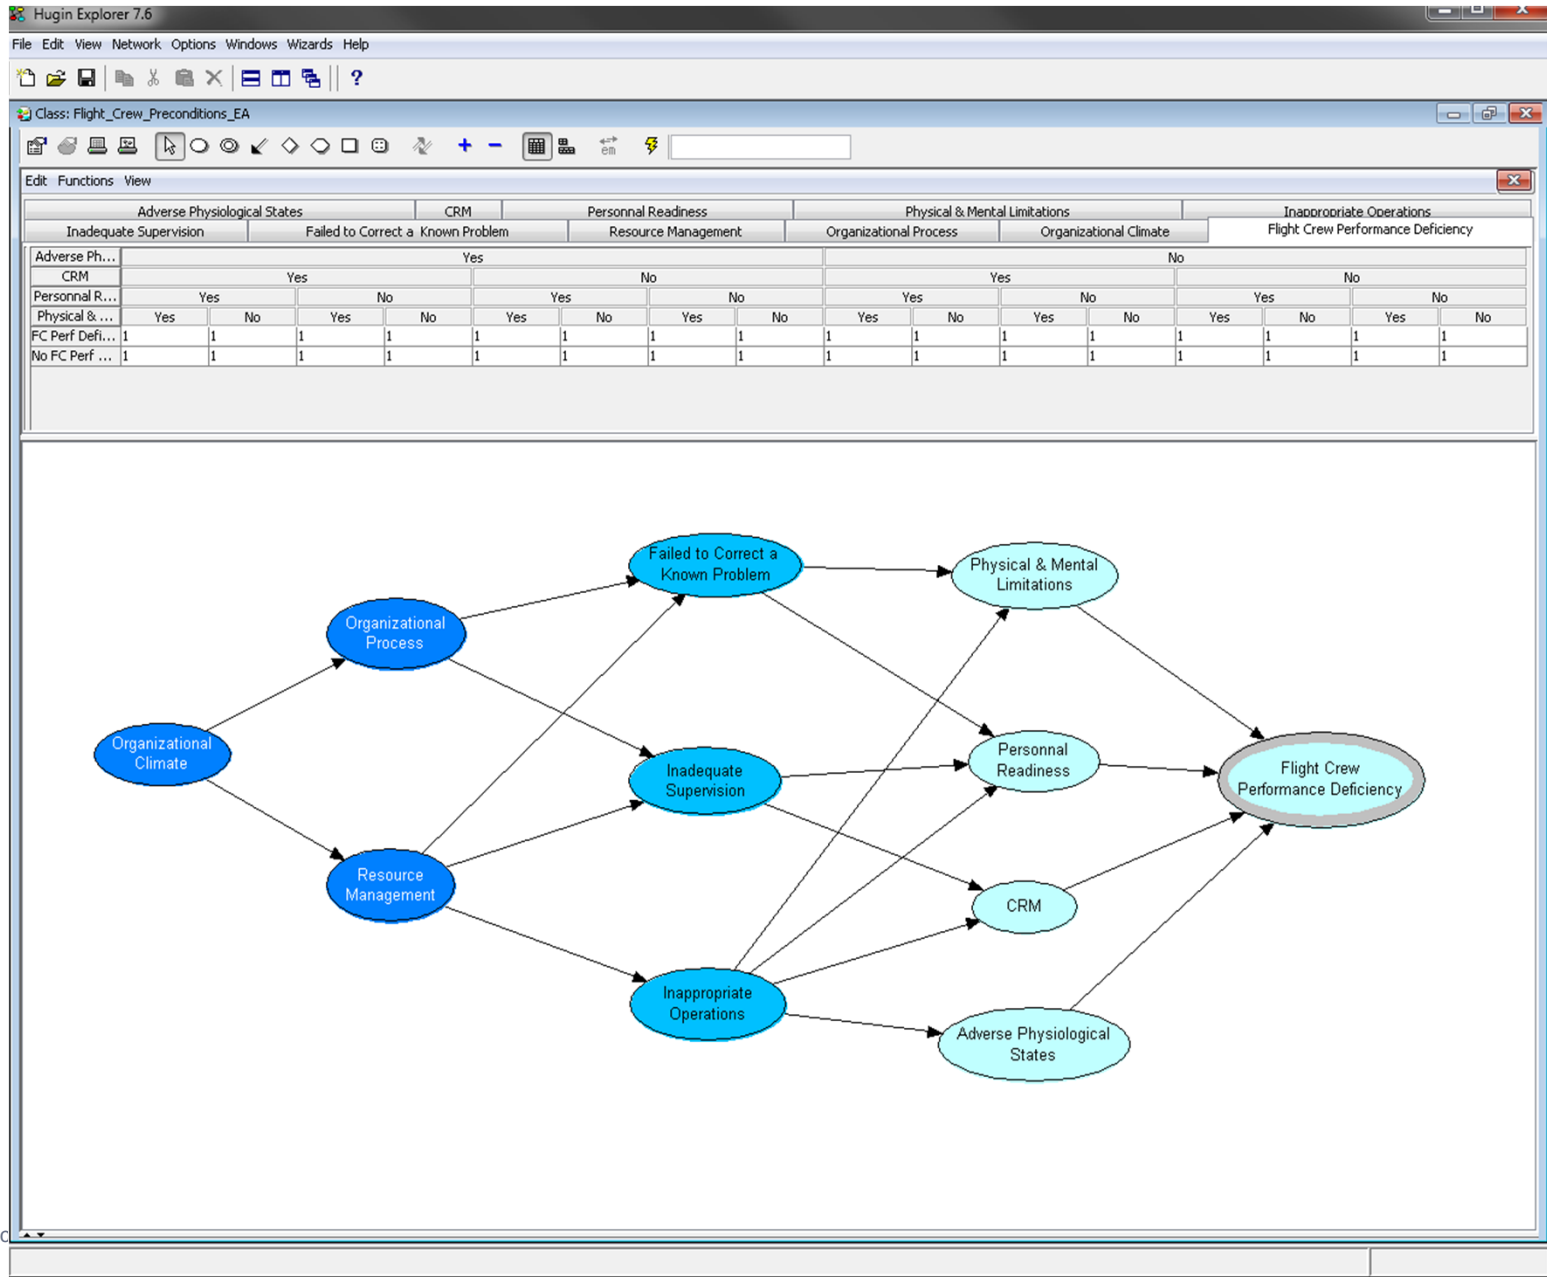 Hugin Explorer 7.6
File Edit View Network Options Windows Wizards Help
?
Class: Flight_Crew_Preconditions_EA
em
Edit Functions View
Adverse Physiological States CRM Personnal Readiness Physical & Mental Limitations Inappropriate Operations
Inadequate Supervision Failed to Correct a Known Problem Resource Management Organizational Process Organizational Climate Flight Crew Performance Deficiency
Adverse Ph... Yes No
CRM Yes No Yes No
Personnal R... Yes No Yes No Yes No Yes No
Physical & ... Yes No Yes No Yes No Yes No Yes No Yes No Yes No Yes No
FC Perf Defi... 1 1 1 1 1 1 1 1 1 1 1 1 1 1 1 1
No FC Perf ... 1 1 1 1 1 1 1 1 1 1 1 1 1 1 1 1
Failed to Correct a
Known Problem
Physical & Mental
Limitations
Organizational
Process
Organizational
Climate
Inadequate
Supervision
Personnal
Readiness
Flight Crew
Performance Deficiency
Resource
Management
CRM
Inappropriate
Operations
Adverse Physiological
States